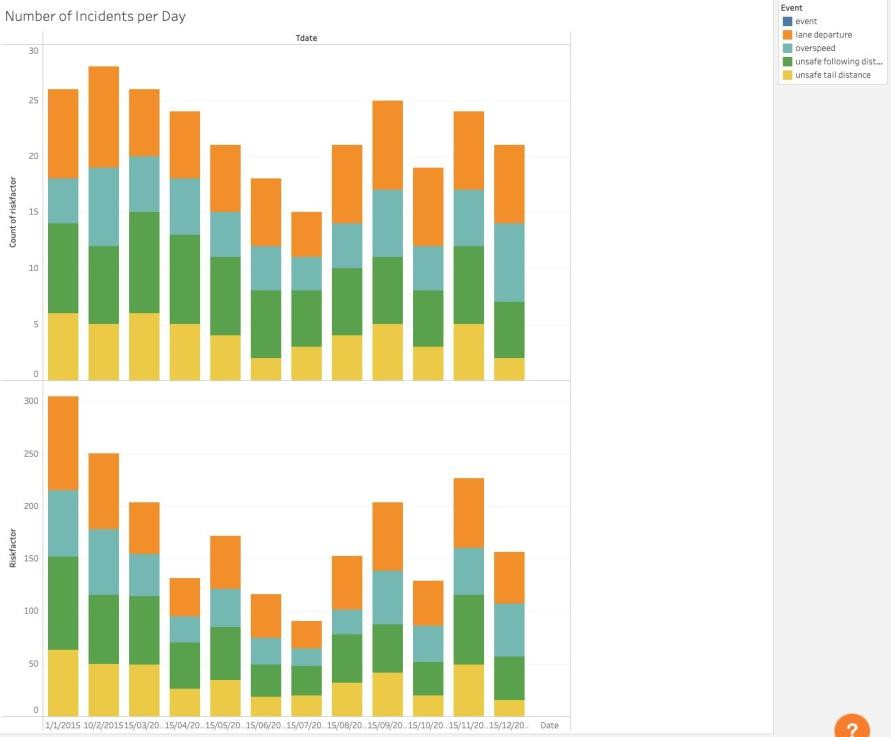 Number of Incidents per Day
Tdate
Count of riskfactor
30
25
20
15
10
5
0
Riskfactor
300
250
200
150
100
50
0
1/1/2015 10/2/2015 15/03/20.. 15/04/20.. 15/05/20.. 15/06/20.. 15/07/20.. 15/08/20.. 15/09/20.. 15/10/20.. 15/11/20.. 15/12/20.. Date
Event
event
lane departure
overspeed
unsafe following dist...
unsafe tail distance
?